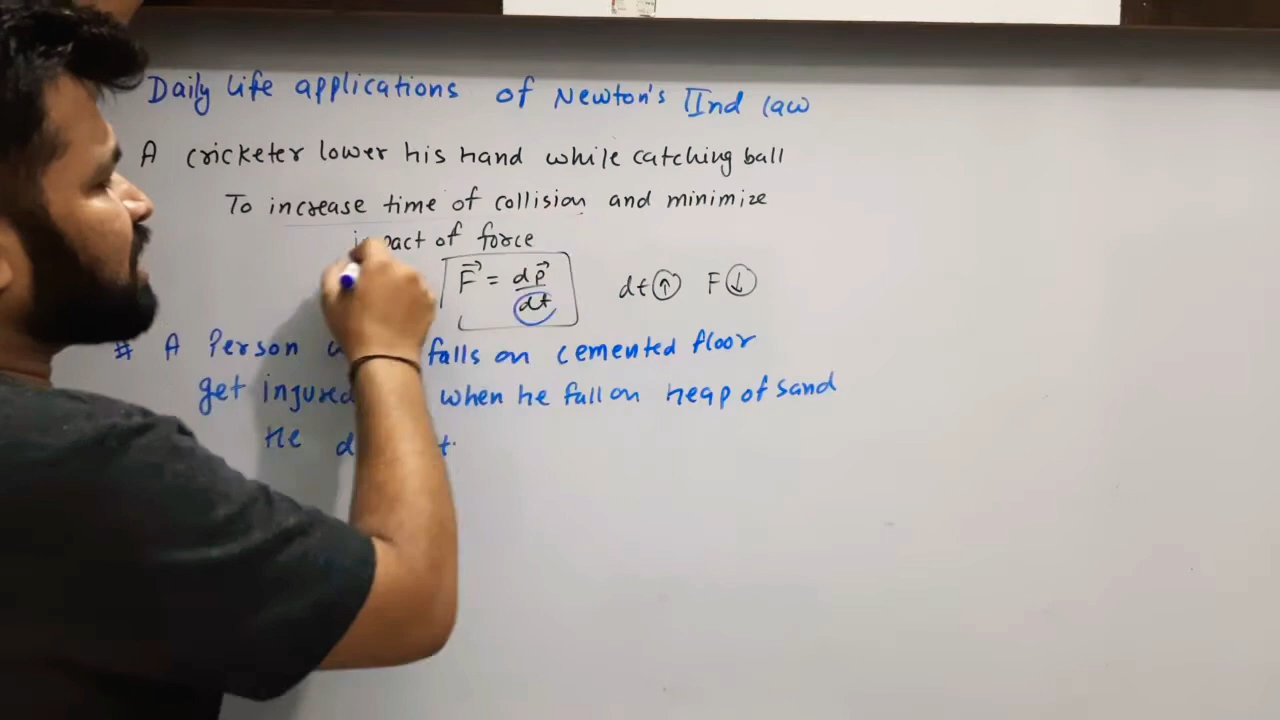 Daily life applications of Newton's IInd law
A cricketer lower his hand while catching ball
To increase time of collision and minimize
of force
F⃗ = dp⃗/dt dt ↑ F ↓
# A Person falls on cemented floor
get injured when he fall on heap of sand
He